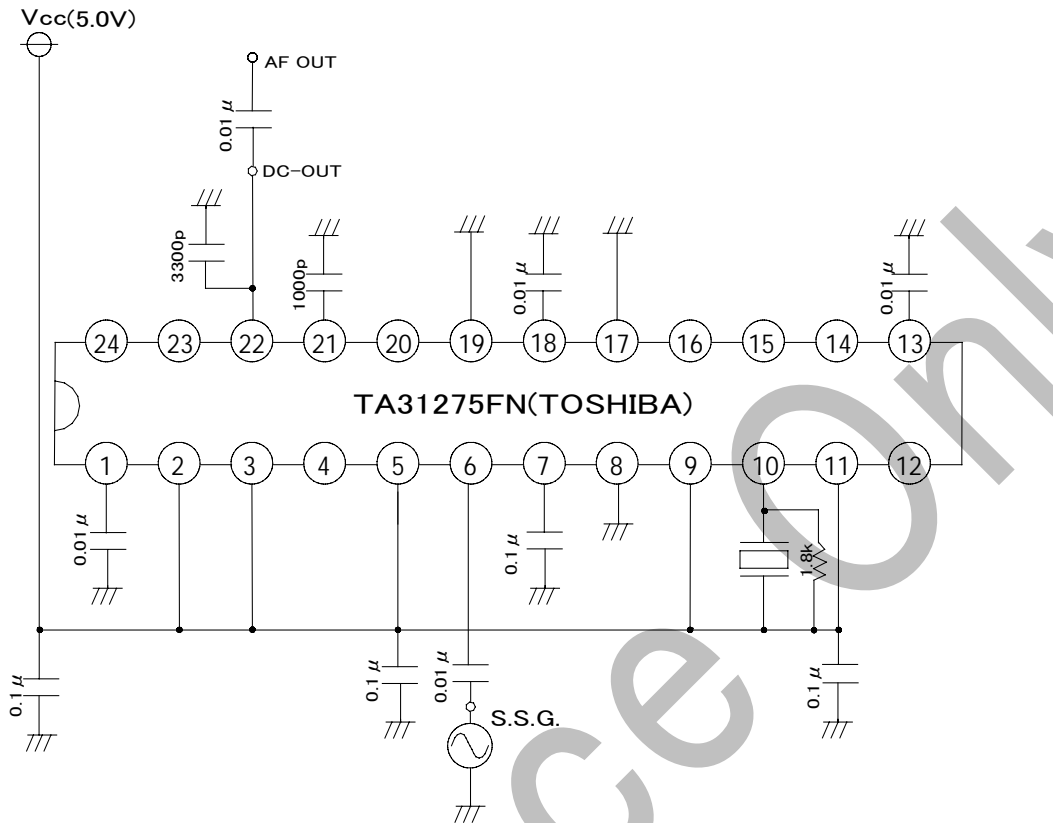 Vcc(5.0V)
AF OUT
0.01 μ
DC-OUT
3300p
1000p
0.01 μ
0.01 μ
24 23 22 21 20 19 18 17 16 15 14 13
TA31275FN(TOSHIBA)
1 2 3 4 5 6 7 8 9 10 11 12
0.01 μ
0.1 μ
1.8k
0.1 μ
0.1 μ
0.01 μ
0.1 μ
S.S.G.
ce Only